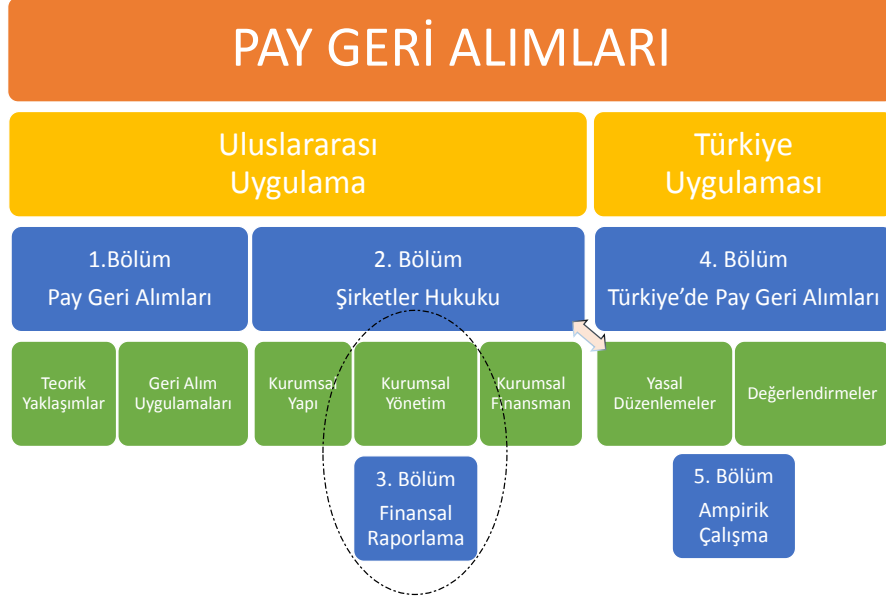 PAY GERİ ALIMLARI
Uluslararası
Uygulama
Türkiye
Uygulaması
1.Bölüm
Pay Geri Alımları
2. Bölüm
Şirketler Hukuku
4. Bölüm
Türkiye’de Pay Geri Alımları
Teorik
Yaklaşımlar
Geri Alım
Uygulamaları
Kurumsal
Yapı
Kurumsal
Yönetim
Kurumsal
Finansman
Yasal
Düzenlemeler
Değerlendirmeler
3. Bölüm
Finansal
Raporlama
5. Bölüm
Ampirik
Çalışma